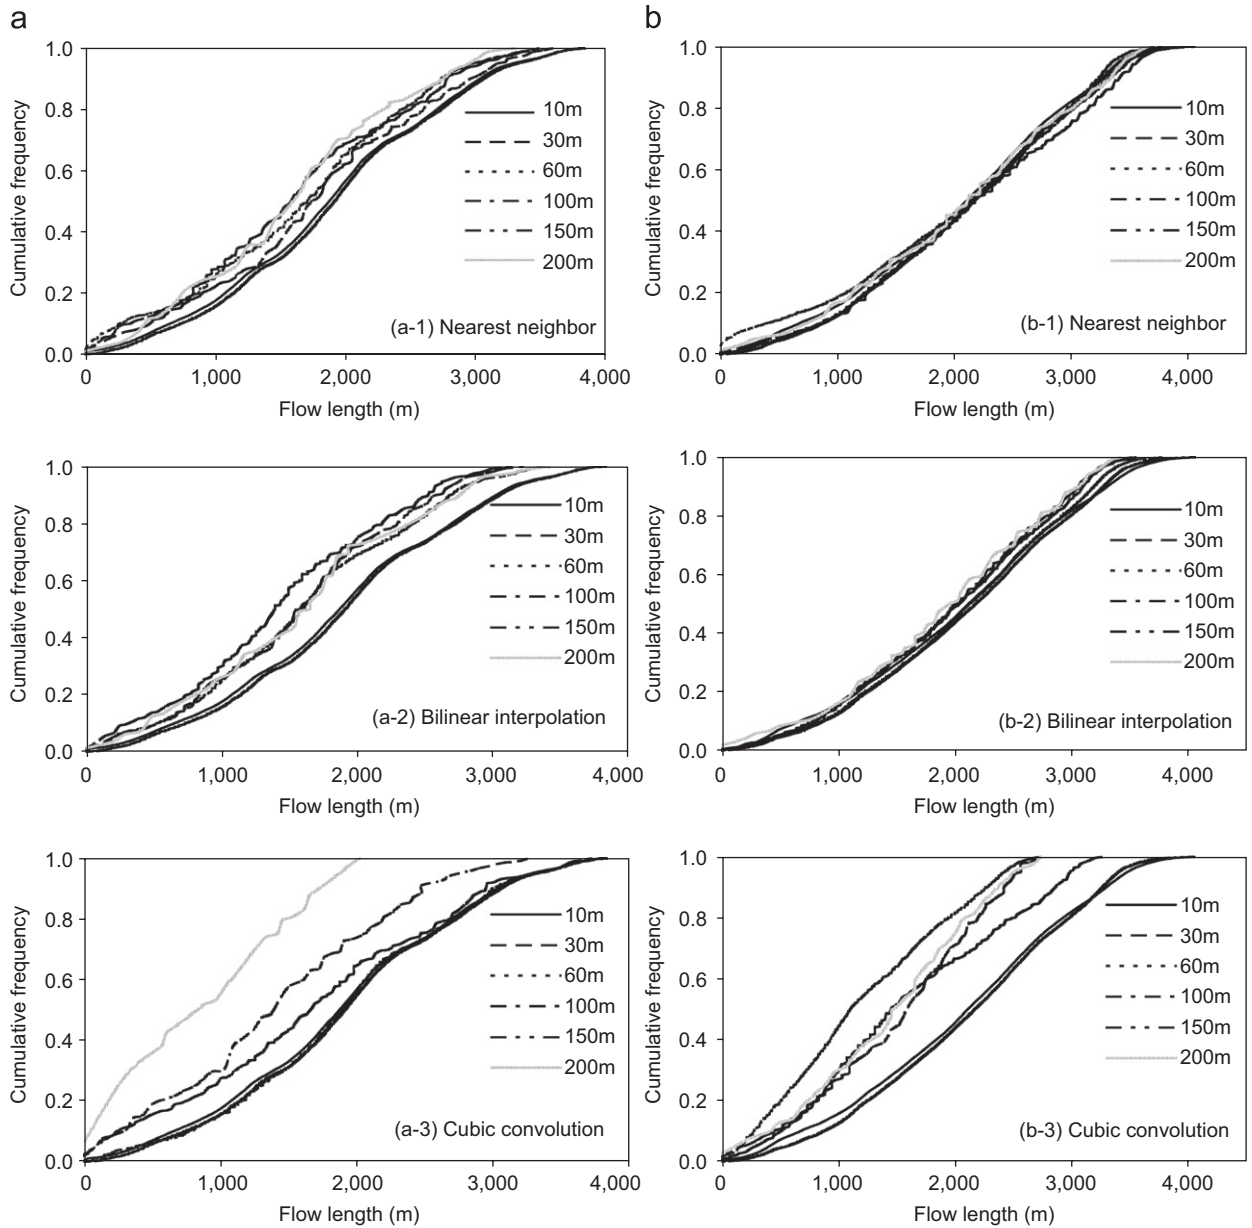 a
1.0
0.8
0.6
0.4
0.2
0.0
Cumulative frequency
10m
30m
60m
100m
150m
200m
(a-1) Nearest neighbor
0 1,000 2,000 3,000 4,000
Flow length (m)
b
1.0
0.8
0.6
0.4
0.2
0.0
Cumulative frequency
10m
30m
60m
100m
150m
200m
(b-1) Nearest neighbor
0 1,000 2,000 3,000 4,000
Flow length (m)
1.0
0.8
0.6
0.4
0.2
0.0
Cumulative frequency
10m
30m
60m
100m
150m
200m
(a-2) Bilinear interpolation
0 1,000 2,000 3,000 4,000
Flow length (m)
1.0
0.8
0.6
0.4
0.2
0.0
Cumulative frequency
10m
30m
60m
100m
150m
200m
(b-2) Bilinear interpolation
0 1,000 2,000 3,000 4,000
Flow length (m)
1.0
0.8
0.6
0.4
0.2
0.0
Cumulative frequency
10m
30m
60m
100m
150m
200m
(a-3) Cubic convolution
0 1,000 2,000 3,000 4,000
Flow length (m)
1.0
0.8
0.6
0.4
0.2
0.0
Cumulative frequency
10m
30m
60m
100m
150m
200m
(b-3) Cubic convolution
0 1,000 2,000 3,000 4,000
Flow length (m)